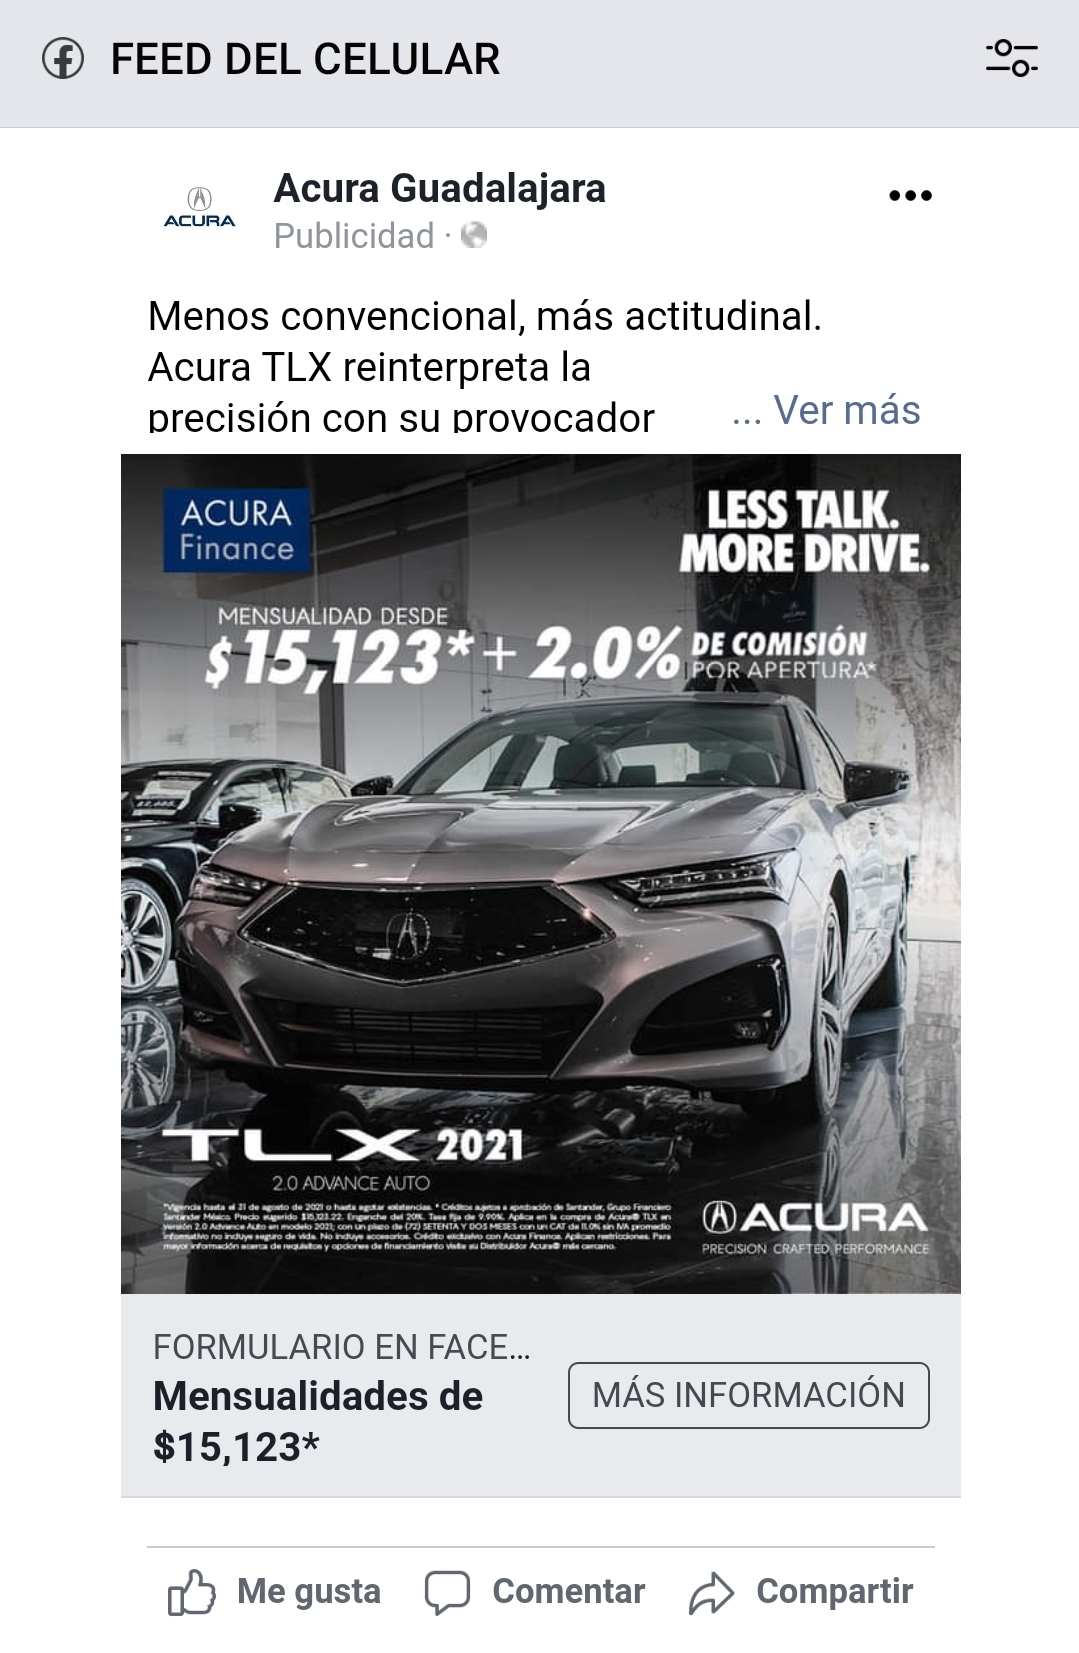 FEED DEL CELULAR
Acura Guadalajara
ACURA
Publicidad ·
Menos convencional, más actitudinal.
Acura TLX reinterpreta la
precisión con su provocador
... Ver más
ACURA
Finance
LESS TALK.
MORE DRIVE.
MENSUALIDAD DESDE
$15,123* + 2.0% DE COMISIÓN
POR APERTURA*
TLX 2021
2.0 ADVANCE AUTO
*Vigencia hasta el 31 de agosto de 2021 o hasta agotar existencias. * Créditos sujetos a aprobación de Santander, Grupo Financiero
Santander México. Precio sugerido $15,123.22. Enganche del 20%. Tasa fija de 9.90%. Aplica en la compra de Acura® TLX en
versión 2.0 Advance Auto en modelo 2021; con un plazo de (72) SETENTA Y DOS MESES con un CAT de 11.0% sin IVA promedio
informativo no incluye seguro de vida. No incluye accesorios. Crédito exclusivo con Acura Finance. Aplican restricciones. Para
mayor información acerca de requisitos y opciones de financiamiento visite su Distribuidor Acura® más cercano.
ACURA
PRECISION CRAFTED PERFORMANCE
FORMULARIO EN FACE...
Mensualidades de
$15,123*
MÁS INFORMACIÓN
Me gusta
Comentar
Compartir